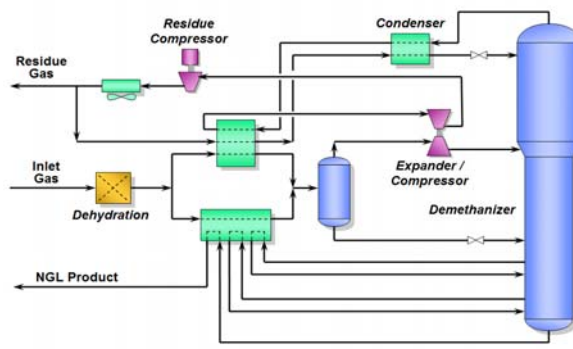 Residue
Compressor
Condenser
Residue
Gas
Inlet
Gas
Dehydration
Expander /
Compressor
Demethanizer
NGL Product